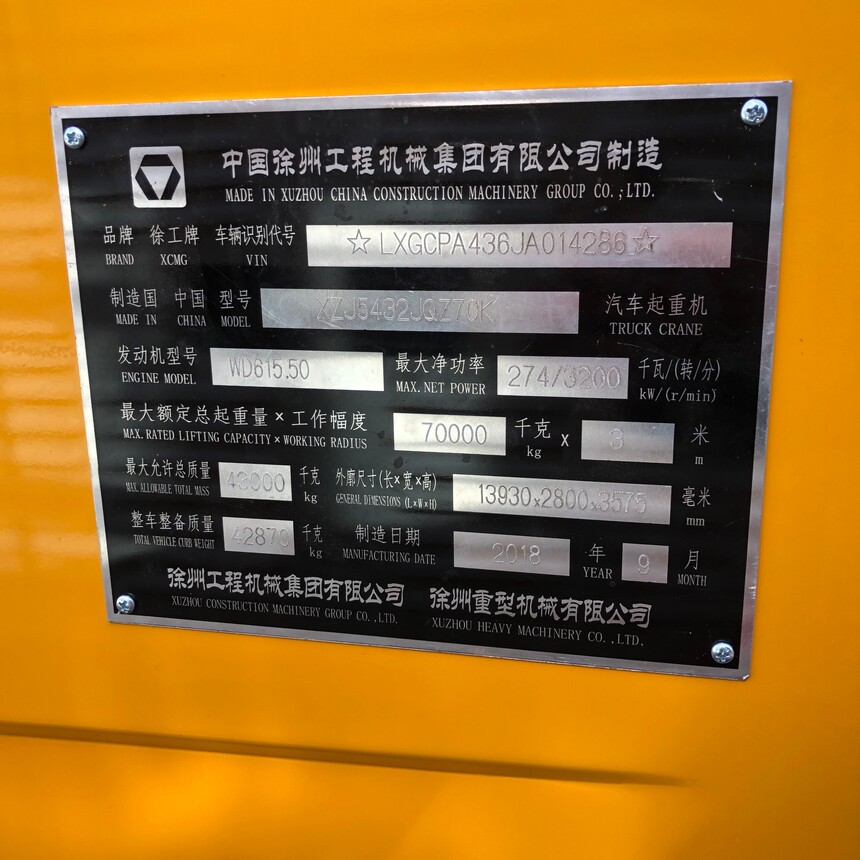 中国徐州工程机械集团有限公司制造
MADE IN XUZHOU CHINA CONSTRUCTION MACHINERY GROUP CO.,LTD.
品牌 徐工牌 车辆识别代号 ☆LXGCPA436JA014286☆
BRAND XCMG VIN
制造国 中国 型号 XZJ5432JQZ70K 汽车起重机
MADE IN CHINA MODEL TRUCK CRANE
发动机型号 WD615.50 最大净功率 274/3200 千瓦/(转/分)
ENGINE MODEL MAX.NET POWER kW/(r/min)
最大额定总起重量×工作幅度 70000 千克 x 3 米
MAX.RATED LIFTING CAPACITY×WORKING RADIUS kg m
最大允许总质量 43000 千克 外廓尺寸(长×宽×高) 13930x2800x3575 毫米
MAX. ALLOWABLE TOTAL MASS kg GENERAL DIMENSIONS (L×W×H) mm
整车整备质量 42870 千克 制造日期 2018 年 9 月
TOTAL VEHICLE CURB WEIGHT kg MANUFACTURING DATE YEAR MONTH
徐州工程机械集团有限公司 徐州重型机械有限公司
XUZHOU CONSTRUCTION MACHINERY GROUP CO.,LTD. XUZHOU HEAVY MACHINERY CO.,LTD.